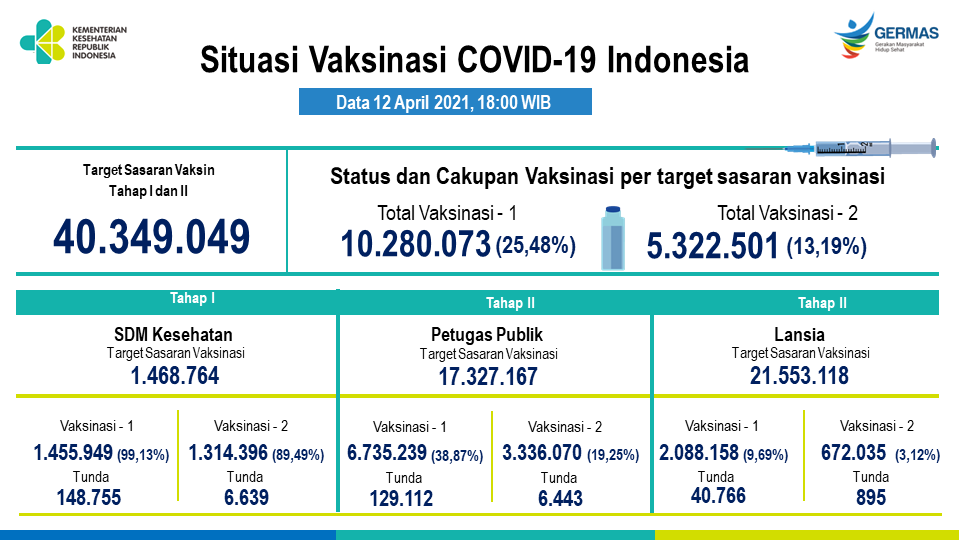 KEMENTERIAN
KESEHATAN
REPUBLIK
INDONESIA
GERMAS
Gerakan Masyarakat
Hidup Sehat
Situasi Vaksinasi COVID-19 Indonesia
Data 12 April 2021, 18:00 WIB
Target Sasaran Vaksin
Tahap I dan II
40.349.049
Status dan Cakupan Vaksinasi per target sasaran vaksinasi
Total Vaksinasi - 1
10.280.073 (25,48%)
Total Vaksinasi - 2
5.322.501 (13,19%)
Tahap I
SDM Kesehatan
Target Sasaran Vaksinasi
1.468.764
Vaksinasi - 1
1.455.949 (99,13%)
Tunda
148.755
Vaksinasi - 2
1.314.396 (89,49%)
Tunda
6.639
Tahap II
Petugas Publik
Target Sasaran Vaksinasi
17.327.167
Vaksinasi - 1
6.735.239 (38,87%)
Tunda
129.112
Vaksinasi - 2
3.336.070 (19,25%)
Tunda
6.443
Tahap II
Lansia
Target Sasaran Vaksinasi
21.553.118
Vaksinasi - 1
2.088.158 (9,69%)
Tunda
40.766
Vaksinasi - 2
672.035 (3,12%)
Tunda
895